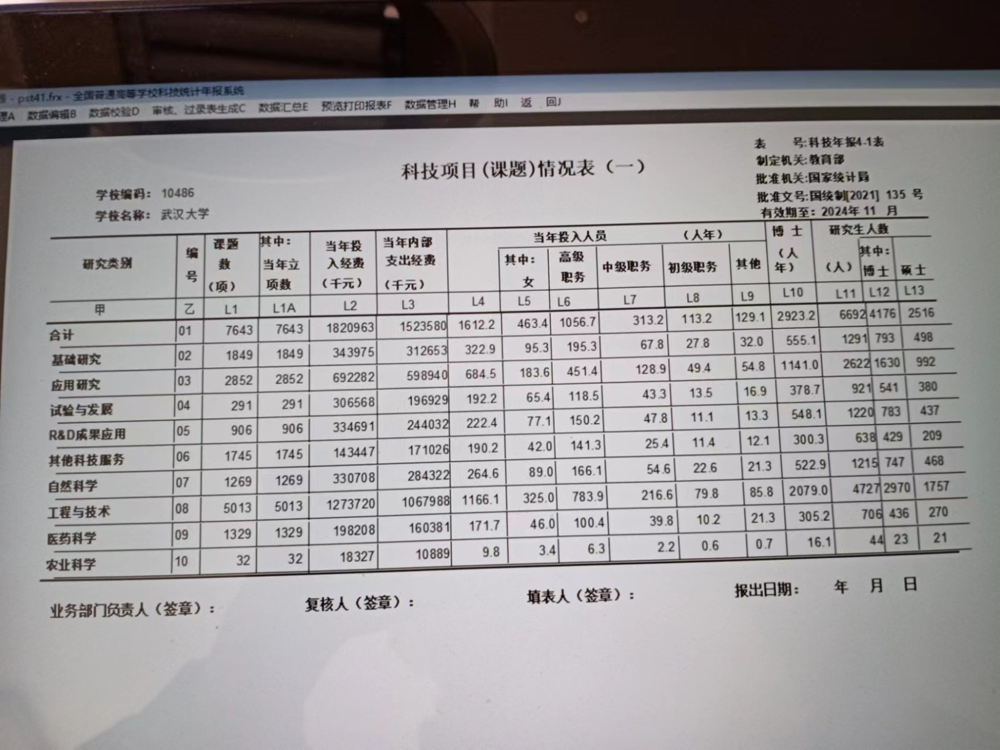 - pst41.frx - 全国普通高等学校科技统计年报系统
理A 数据编辑B 数据校验D 审核、过录表生成C 数据汇总E 预览打印报表F 数据管理H 帮 助I 返 回J
表 号:科技年报4-1表
科技项目(课题)情况表（一）
制定机关:教育部
批准机关:国家统计局
学校编码： 10486
批准文号:国统制[2021] 135 号
学校名称： 武汉大学
有效期至：2024年 11 月
研究类别 编号 课题数（项） 其中：当年立项数 当年投入经费（千元） 当年内部支出经费（千元） 当年投入人员 （人年） 其中：女 高级职务 中级职务 初级职务 其他 博士（人年） 研究生人数（人） 其中：博士 硕士
甲 乙 L1 L1A L2 L3 L4 L5 L6 L7 L8 L9 L10 L11 L12 L13
合计 01 7643 7643 1820963 1523580 1612.2 463.4 1056.7 313.2 113.2 129.1 2923.2 6692 4176 2516
基础研究 02 1849 1849 343975 312653 322.9 95.3 195.3 67.8 27.8 32.0 555.1 1291 793 498
应用研究 03 2852 2852 692282 598940 684.5 183.6 451.4 128.9 49.4 54.8 1141.0 2622 1630 992
试验与发展 04 291 291 306568 196929 192.2 65.4 118.5 43.3 13.5 16.9 378.7 921 541 380
R&D成果应用 05 906 906 334691 244032 222.4 77.1 150.2 47.8 11.1 13.3 548.1 1220 783 437
其他科技服务 06 1745 1745 143447 171026 190.2 42.0 141.3 25.4 11.4 12.1 300.3 638 429 209
自然科学 07 1269 1269 330708 284322 264.6 89.0 166.1 54.6 22.6 21.3 522.9 1215 747 468
工程与技术 08 5013 5013 1273720 1067988 1166.1 325.0 783.9 216.6 79.8 85.8 2079.0 4727 2970 1757
医药科学 09 1329 1329 198208 160381 171.7 46.0 100.4 39.8 10.2 21.3 305.2 706 436 270
农业科学 10 32 32 18327 10889 9.8 3.4 6.3 2.2 0.6 0.7 16.1 44 23 21
业务部门负责人（签章）： 复核人（签章）： 填表人（签章）： 报出日期： 年 月 日